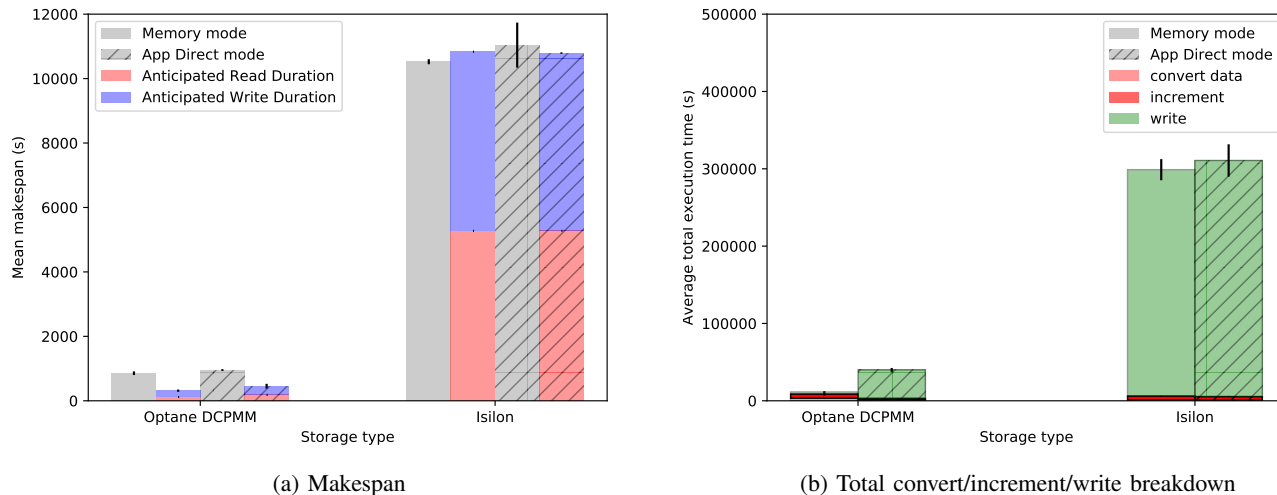 Memory mode
App Direct mode
Anticipated Read Duration
Anticipated Write Duration
12000
10000
8000
6000
4000
2000
0
Mean makespan (s)
Optane DCPMM
Isilon
Storage type
(a) Makespan
Memory mode
App Direct mode
convert data
increment
write
500000
400000
300000
200000
100000
0
Average total execution time (s)
Optane DCPMM
Isilon
Storage type
(b) Total convert/increment/write breakdown